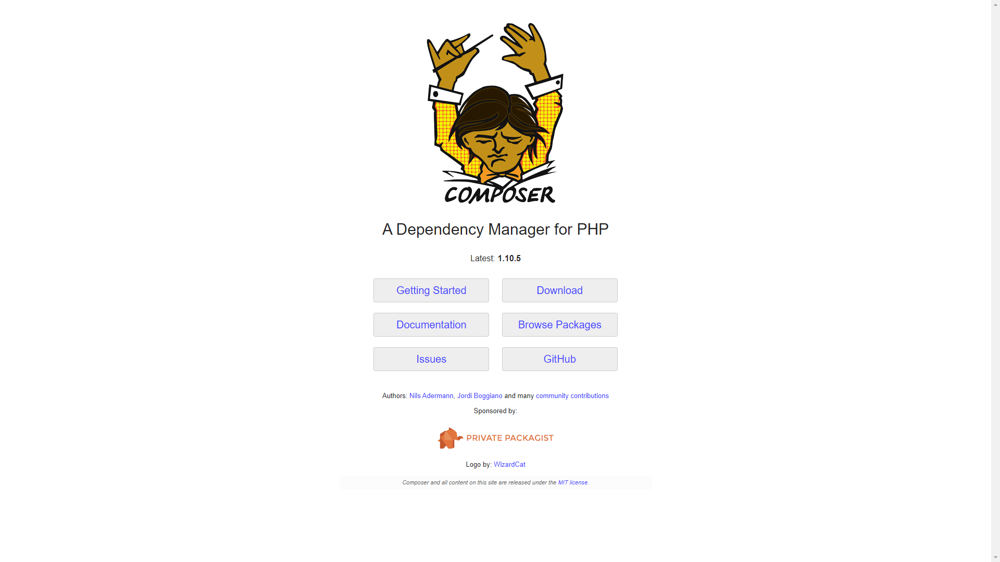 COMPOSER
A Dependency Manager for PHP
Latest: 1.10.5
Getting Started
Download
Documentation
Browse Packages
Issues
GitHub
Authors: Nils Adermann, Jordi Boggiano and many community contributions
Sponsored by:
PRIVATE PACKAGIST
Logo by: WizardCat
Composer and all content on this site are released under the MIT license.